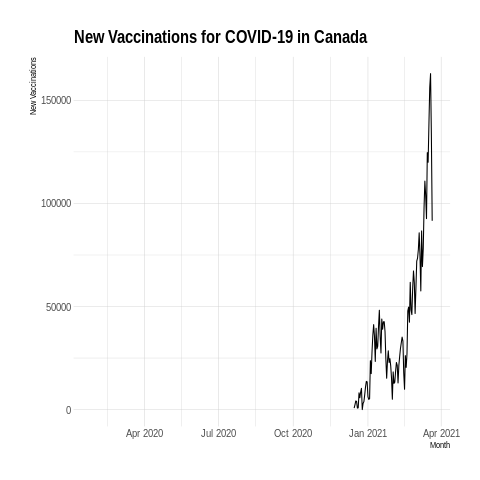 New Vaccinations for COVID-19 in Canada
New Vaccinations
150000
100000
50000
0
Apr 2020 Jul 2020 Oct 2020 Jan 2021 Apr 2021
Month